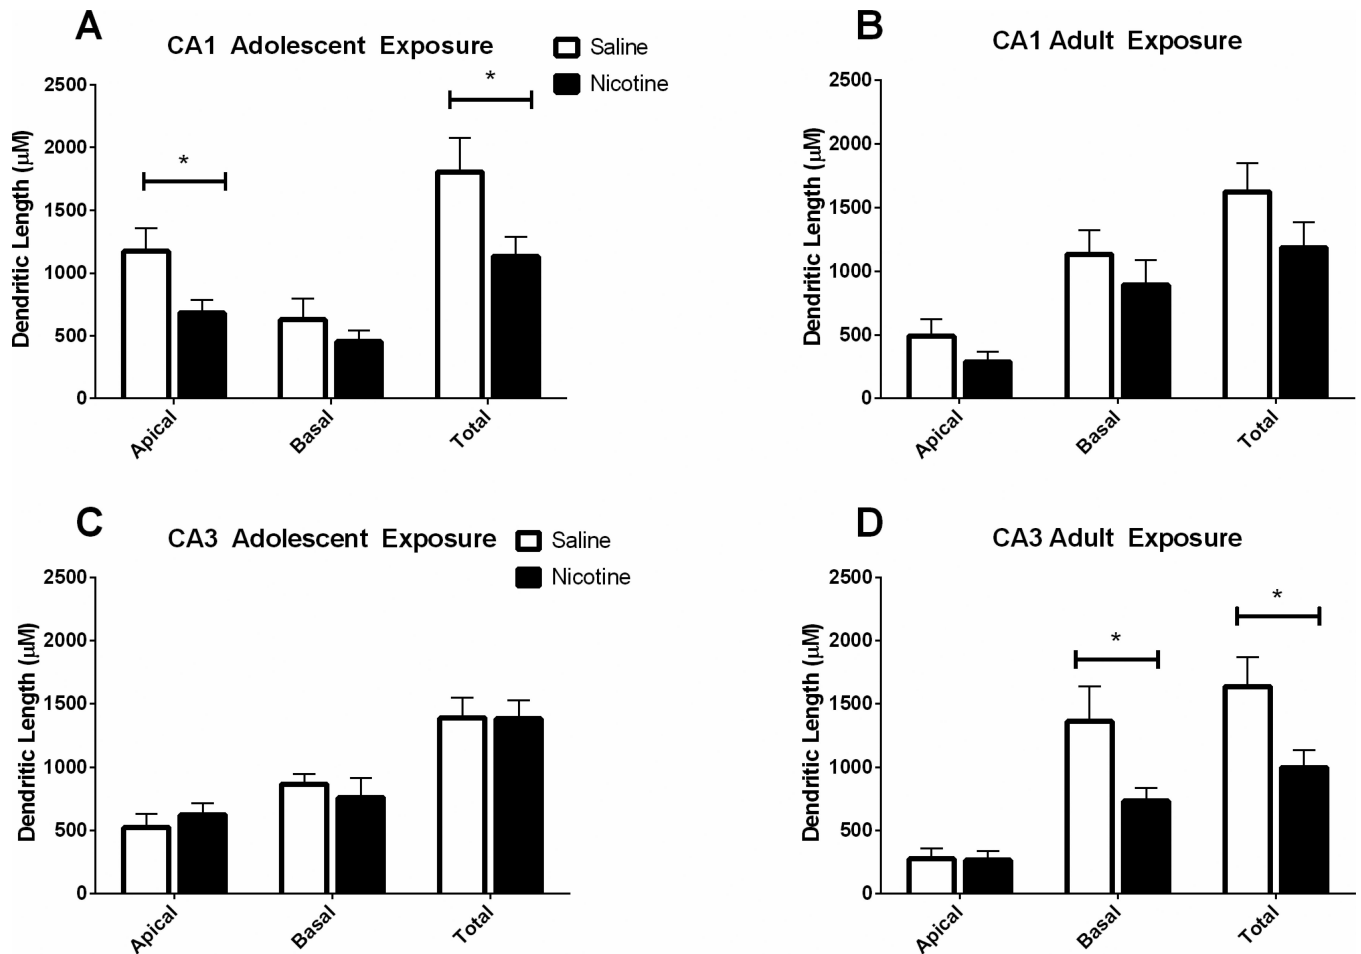 A
CA1 Adolescent Exposure
Saline
Nicotine
*
*
2500
2000
1500
1000
500
0
Dendritic Length (μM)
Apical
Basal
Total
B
CA1 Adult Exposure
2500
2000
1500
1000
500
0
Dendritic Length (μM)
Apical
Basal
Total
C
CA3 Adolescent Exposure
Saline
Nicotine
2500
2000
1500
1000
500
0
Dendritic Length (μM)
Apical
Basal
Total
D
CA3 Adult Exposure
*
*
2500
2000
1500
1000
500
0
Dendritic Length (μM)
Apical
Basal
Total